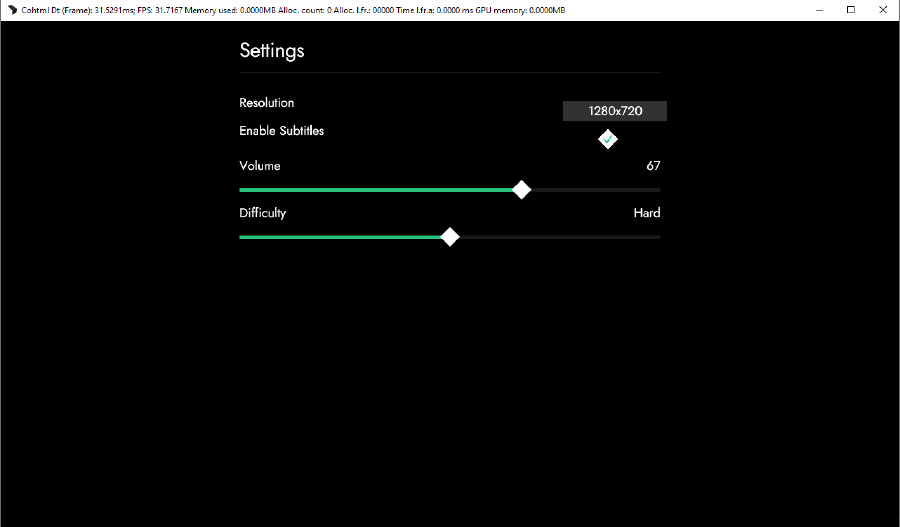 Cohtml Dt (Frame): 31.5291ms; FPS: 31.7167 Memory used: 0.0000MB Alloc. count: 0 Alloc. l.fr.: 00000 Time l.fr.a: 0.0000 ms GPU memory: 0.0000MB
Settings
Resolution
1280x720
Enable Subtitles
Volume 67
Difficulty Hard